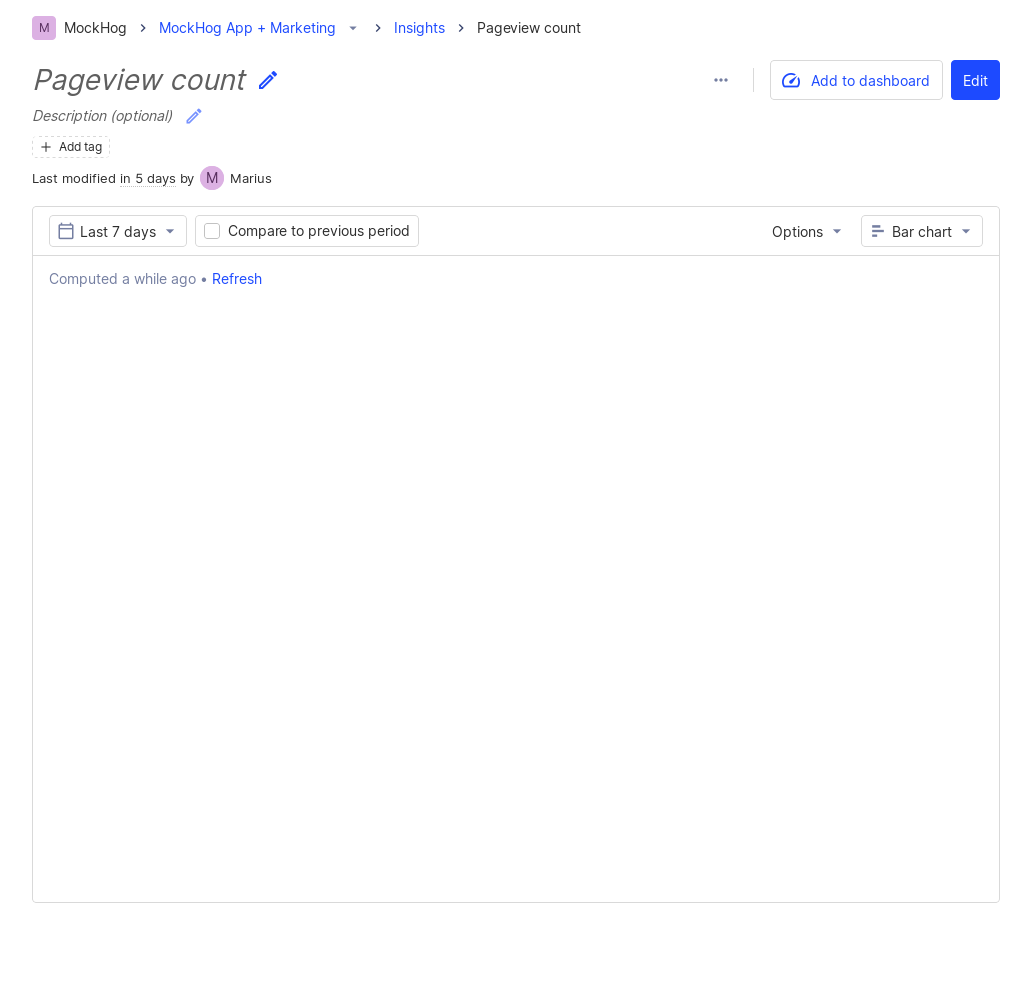 M MockHog MockHog App + Marketing Insights Pageview count
Pageview count
Add to dashboard Edit
Description (optional)
Add tag
Last modified in 5 days by M Marius
Last 7 days Compare to previous period Options Bar chart
Computed a while ago • Refresh